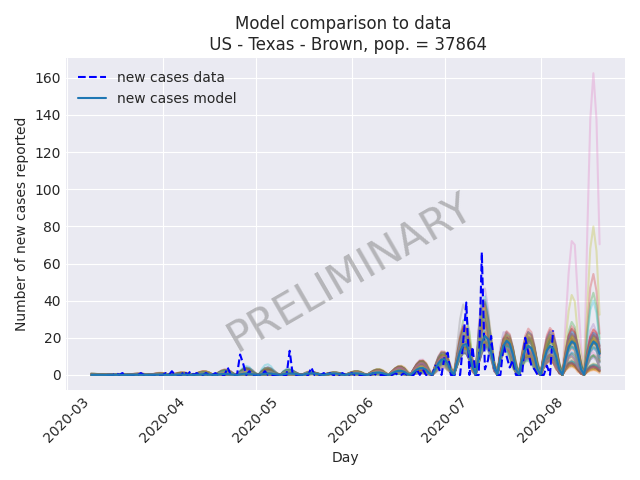 Model comparison to data
US - Texas - Brown, pop. = 37864
new cases data
new cases model
PRELIMINARY
Number of new cases reported
160
140
120
100
80
60
40
20
0
2020-03
2020-04
2020-05
2020-06
2020-07
2020-08
Day